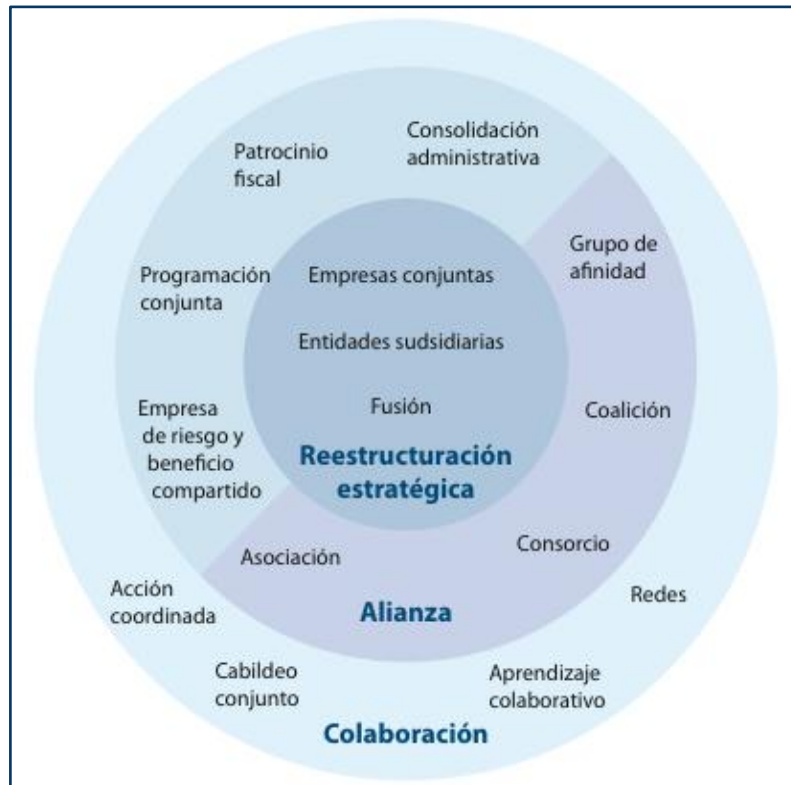 Consolidación
administrativa
Patrocinio
fiscal
Grupo de
afinidad
Programación
conjunta
Empresas conjuntas
Entidades sudsidiarias
Fusión
Empresa
de riesgo y
beneficio
compartido
Coalición
Reestructuración
estratégica
Asociación
Consorcio
Acción
coordinada
Alianza
Redes
Cabildeo
conjunto
Aprendizaje
colaborativo
Colaboración